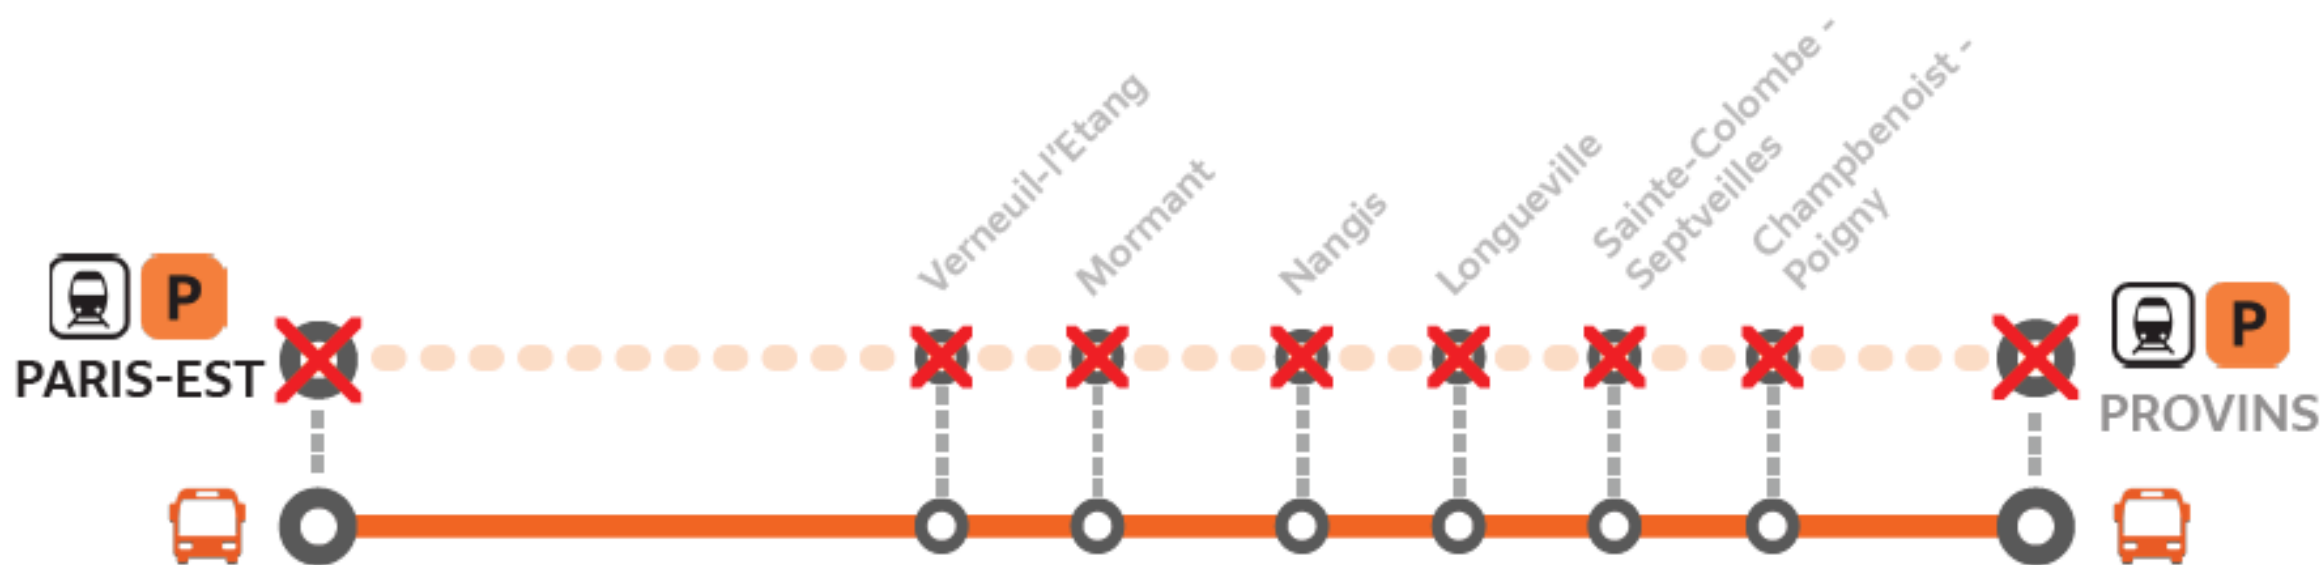 Verneuil-l'Etang
Mormant
Nangis
Longueville
Sainte-Colombe -
Septveilles
Champbenoist -
Poigny
P
PARIS-EST
P
PROVINS